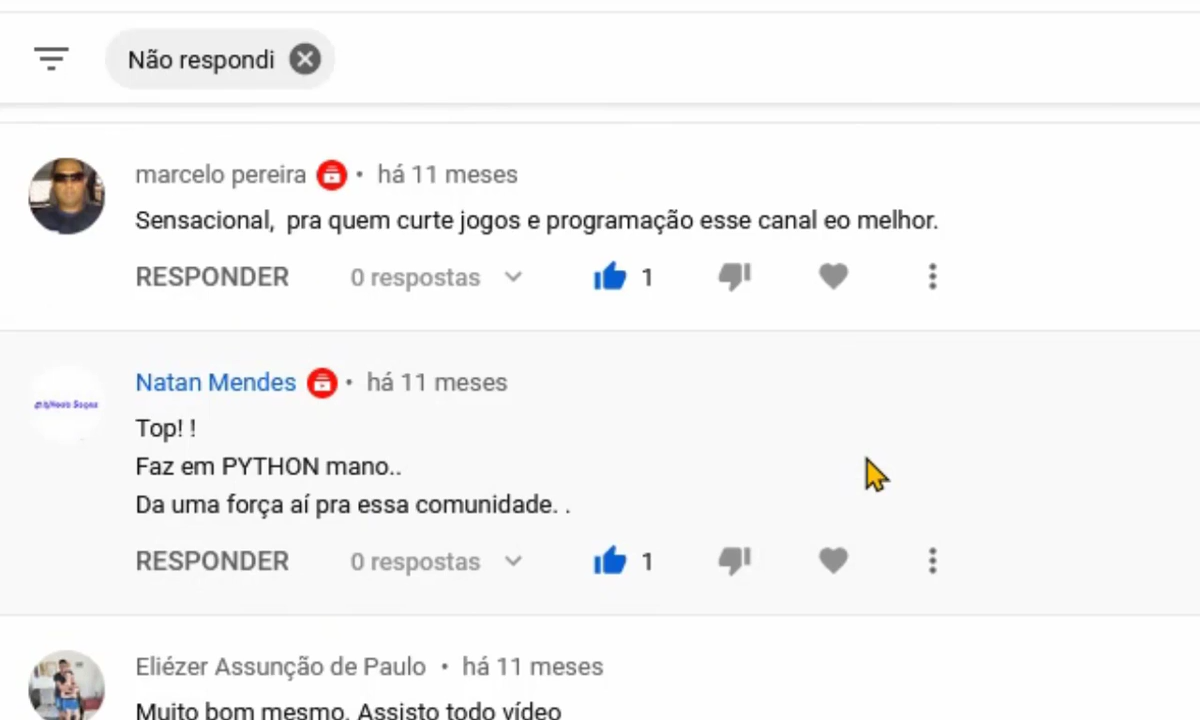 Não respondi
marcelo pereira • há 11 meses
Sensacional, pra quem curte jogos e programação esse canal eo melhor.
RESPONDER 0 respostas 1
Natan Mendes • há 11 meses
Top! !
Faz em PYTHON mano..
Da uma força aí pra essa comunidade. .
RESPONDER 0 respostas 1
Eliézer Assunção de Paulo • há 11 meses
Muito bom mesmo. Assisto todo vídeo